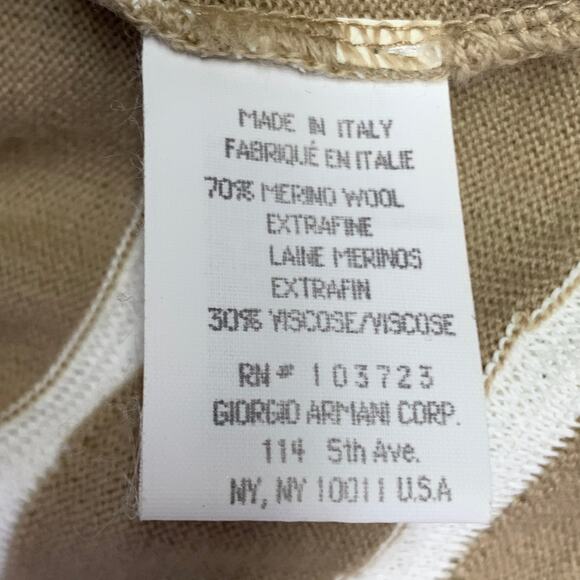 MADE IN ITALY
FABRIQUÉ EN ITALIE
70% MERINO WOOL
EXTRAFINE
LAINE MERINOS
EXTRAFIN
30% VISCOSE/VISCOSE
RN# 103723
GIORGIO ARMANI CORP.
114 5th Ave.
NY, NY 10011 U.S.A